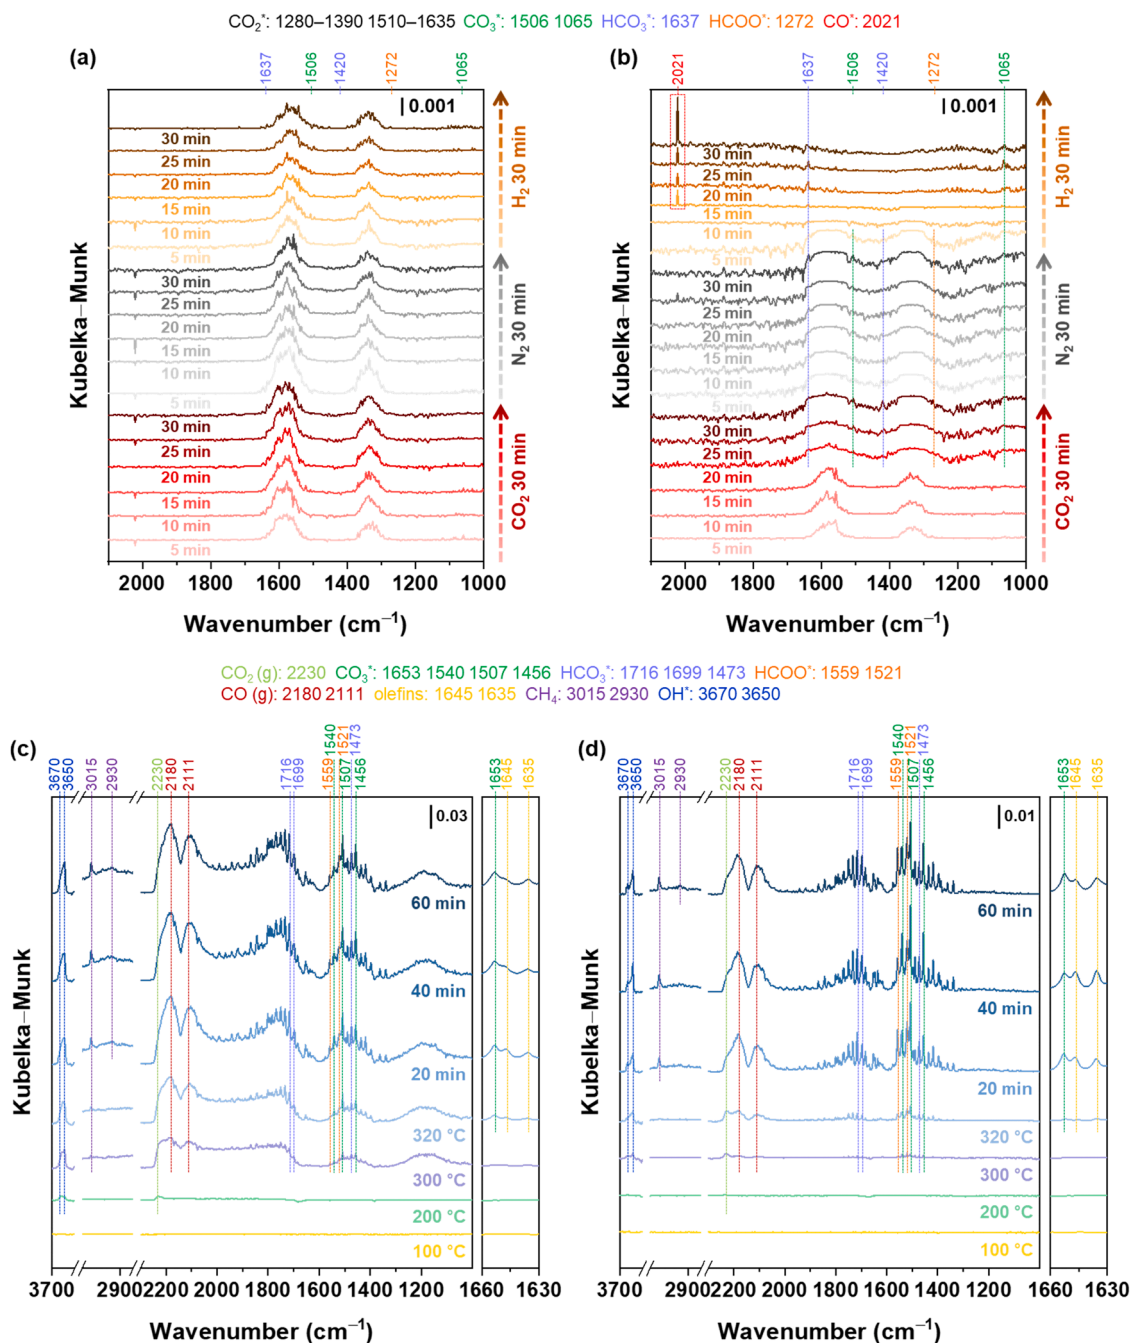 CO₂*: 1280–1390 1510–1635 CO₃*: 1506 1065 HCO₃*: 1637 HCOO*: 1272 CO*: 2021
(a)
1637 1506 1420 1272 1065
0.001
30 min
25 min
20 min
15 min
10 min
5 min
30 min
25 min
20 min
15 min
10 min
5 min
30 min
25 min
20 min
15 min
10 min
5 min
H₂ 30 min
N₂ 30 min
CO₂ 30 min
Kubelka–Munk
2000 1800 1600 1400 1200 1000
Wavenumber (cm⁻¹)
(b)
2021 1637 1506 1420 1272 1065
0.001
30 min
25 min
20 min
15 min
10 min
5 min
30 min
25 min
20 min
15 min
10 min
5 min
30 min
25 min
20 min
15 min
10 min
5 min
H₂ 30 min
N₂ 30 min
CO₂ 30 min
Kubelka–Munk
2000 1800 1600 1400 1200 1000
Wavenumber (cm⁻¹)
CO₂ (g): 2230 CO₃*: 1653 1540 1507 1456 HCO₃*: 1716 1699 1473 HCOO*: 1559 1521
CO (g): 2180 2111 olefins: 1645 1635 CH₄: 3015 2930 OH*: 3670 3650
(c)
3670 3650 3015 2930 2230 2180 2111 1716 1699 1559 1540 1521 1507 1473 1456 1653 1645 1635
0.03
60 min
40 min
20 min
320 °C
300 °C
200 °C
100 °C
Kubelka–Munk
3700 2900 2200 2000 1800 1600 1400 1200 1660 1630
Wavenumber (cm⁻¹)
(d)
3670 3650 3015 2930 2230 2180 2111 1716 1699 1559 1540 1521 1507 1473 1456 1653 1645 1635
0.01
60 min
40 min
20 min
320 °C
300 °C
200 °C
100 °C
Kubelka–Munk
3700 2900 2200 2000 1800 1600 1400 1200 1660 1630
Wavenumber (cm⁻¹)